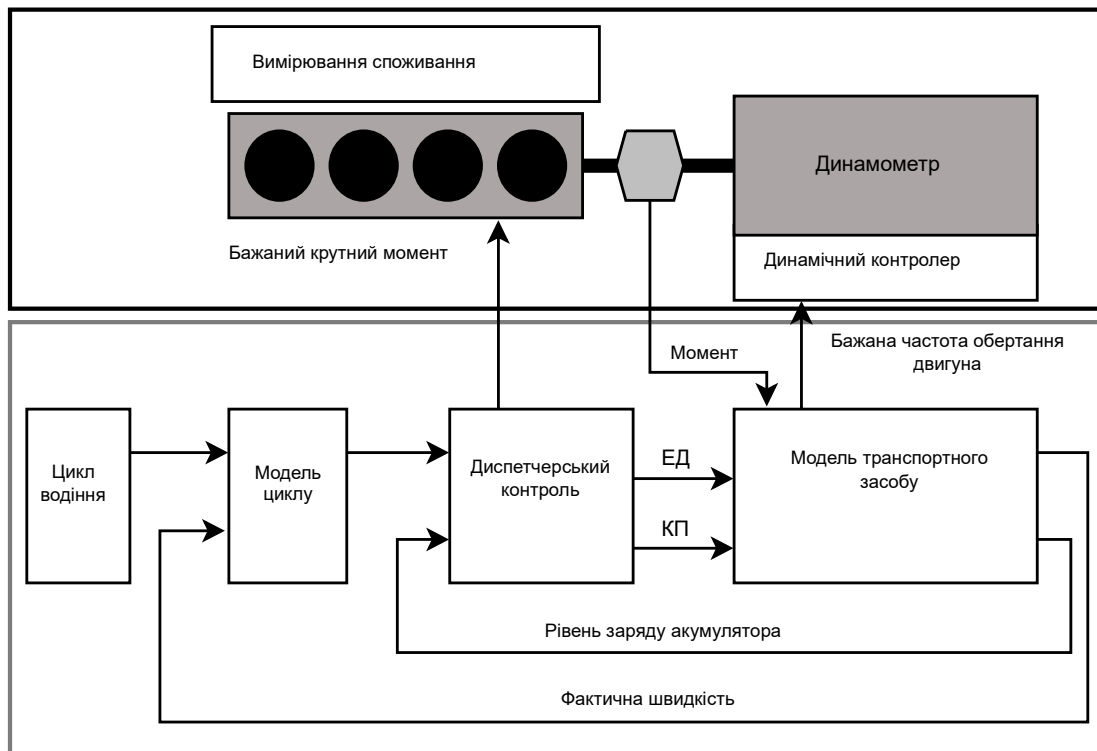 Вимірювання споживання
Динамометр
Бажаний крутний момент
Динамічний контролер
Момент
Бажана частота обертання
двигуна
Цикл
водіння
Модель
циклу
Диспетчерський
контроль
ЕД
КП
Модель транспортного
засобу
Рівень заряду акумулятора
Фактична швидкість